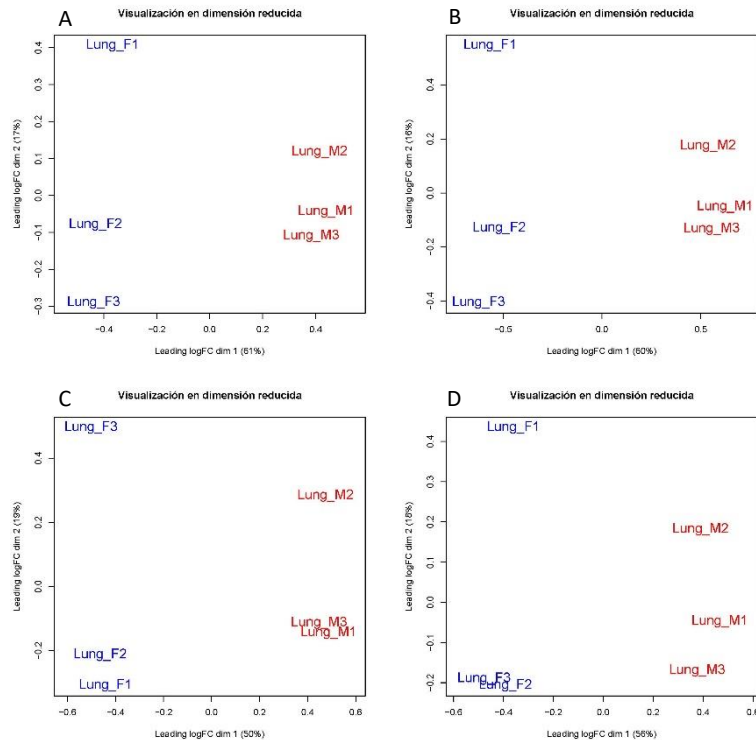 A
Visualización en dimensión reducida
Leading logFC dim 2 (17%)
0.4
0.3
0.2
0.1
0.0
-0.1
-0.2
-0.3
Lung_F1
Lung_M2
Lung_F2
Lung_M1
Lung_M3
Lung_F3
-0.4
-0.2
0.0
0.2
0.4
Leading logFC dim 1 (61%)
B
Visualización en dimensión reducida
Leading logFC dim 2 (16%)
0.4
0.2
0.0
-0.2
-0.4
Lung_F1
Lung_M2
Lung_M1
Lung_F2
Lung_M3
Lung_F3
-0.5
0.0
0.5
Leading logFC dim 1 (60%)
C
Visualización en dimensión reducida
Leading logFC dim 2 (19%)
0.4
0.2
0.0
-0.2
Lung_F3
Lung_M2
Lung_M3
Lung_M1
Lung_F2
Lung_F1
-0.6
-0.4
-0.2
0.0
0.2
0.4
0.6
Leading logFC dim 1 (50%)
D
Visualización en dimensión reducida
Leading logFC dim 2 (18%)
0.4
0.3
0.2
0.1
0.0
-0.1
-0.2
Lung_F1
Lung_M2
Lung_M1
Lung_M3
Lung_F3
Lung_F2
-0.6
-0.4
-0.2
0.0
0.2
0.4
0.6
Leading logFC dim 1 (56%)